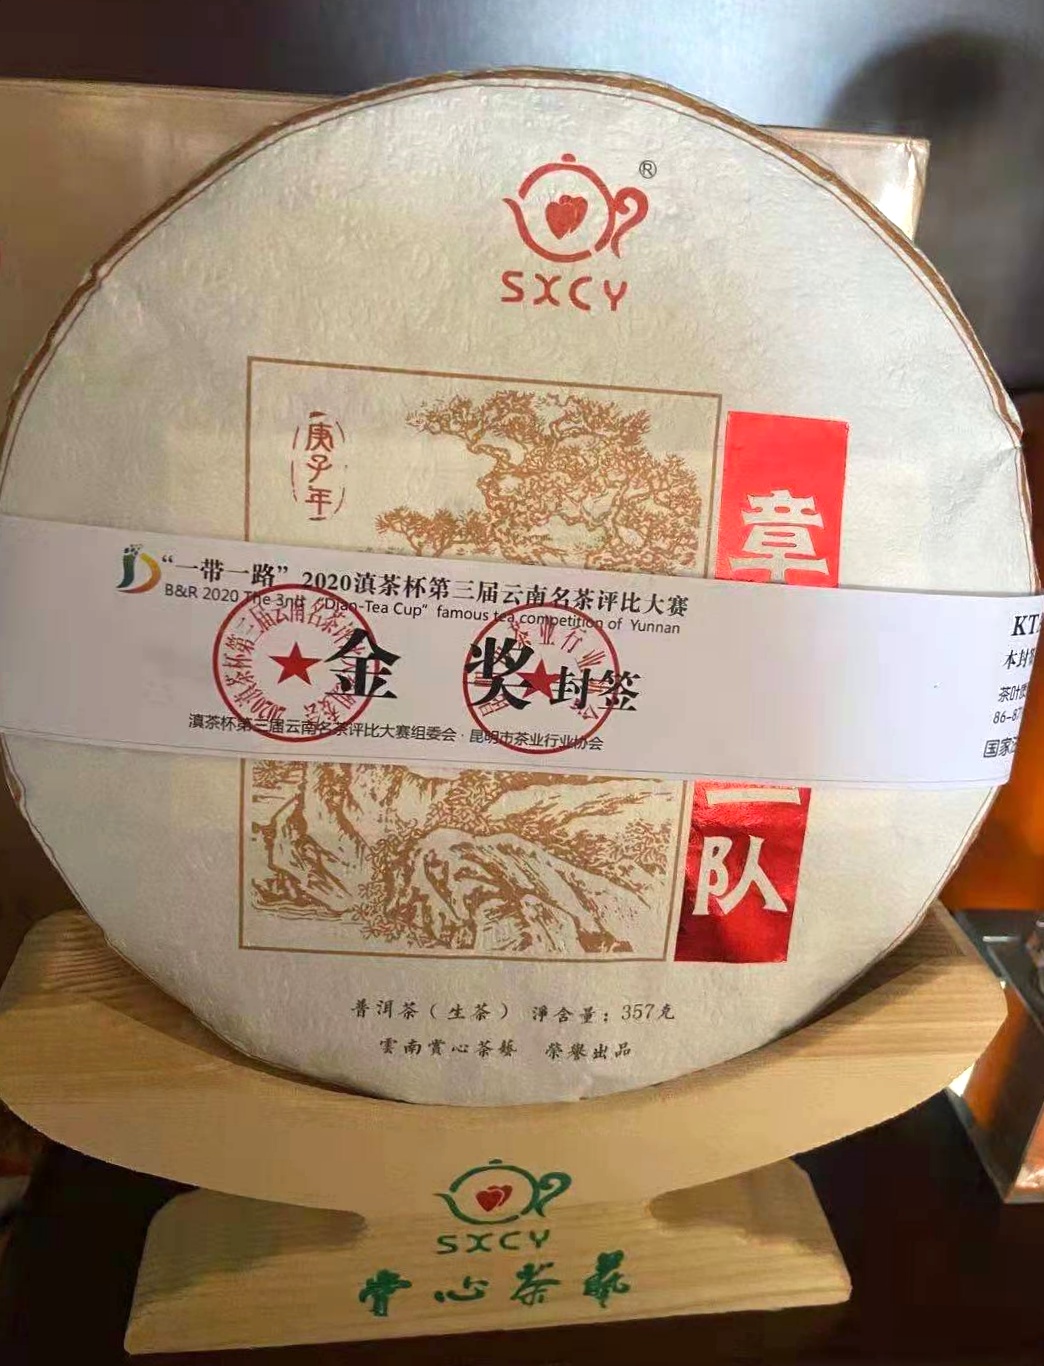 ®
SXCY
庚子年
章
队
“一带一路” 2020滇茶杯第三届云南名茶评比大赛
B&R 2020 The 3nd “Dian-Tea Cup” famous tea competition of Yunnan
金 奖 封签
滇茶杯第三届云南名茶评比大赛组委会·昆明市茶业行业协会
KT
本封
茶叶
86-87
国家
普洱茶（生茶） 淨含量：357克
雲南賞心茶藝 榮譽出品
SXCY
賞心茶藝